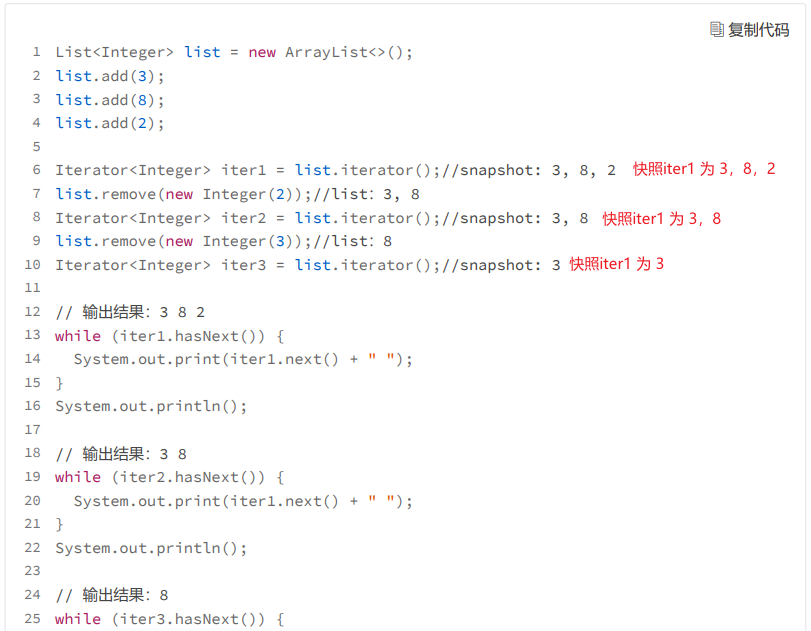 复制代码
1 List<Integer> list = new ArrayList<>();
2 list.add(3);
3 list.add(8);
4 list.add(2);
5
6 Iterator<Integer> iter1 = list.iterator();//snapshot: 3, 8, 2 快照iter1 为 3，8，2
7 list.remove(new Integer(2));//list：3, 8
8 Iterator<Integer> iter2 = list.iterator();//snapshot: 3, 8 快照iter1 为 3，8
9 list.remove(new Integer(3));//list：8
10 Iterator<Integer> iter3 = list.iterator();//snapshot: 3 快照iter1 为 3
11
12 // 输出结果：3 8 2
13 while (iter1.hasNext()) {
14   System.out.print(iter1.next() + " ");
15 }
16 System.out.println();
17
18 // 输出结果：3 8
19 while (iter2.hasNext()) {
20   System.out.print(iter1.next() + " ");
21 }
22 System.out.println();
23
24 // 输出结果：8
25 while (iter3.hasNext()) {